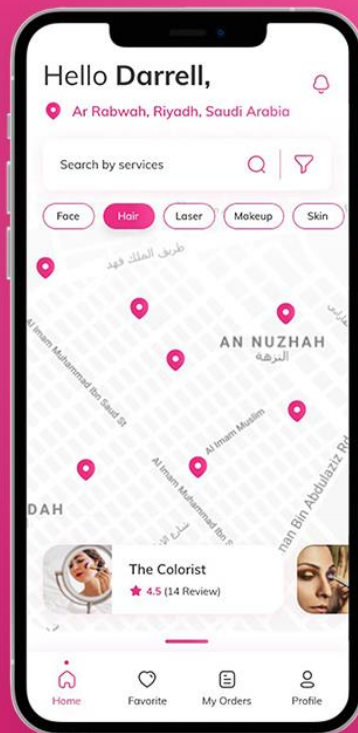 Hello Darrell,
Ar Rabwah, Riyadh, Saudi Arabia
Search by services
Face
Hair
Laser
Makeup
Skin
طريق الملك فهد
AN NUZHAH
النزهة
Al Imam Muhammad Ibn Saud St
Al Imam Muslim
Al Imam Muhammad Ibn S
man Bin Abdulaziz Rd
DAH
The Colorist
4.5 (14 Review)
Home
Favorite
My Orders
Profile